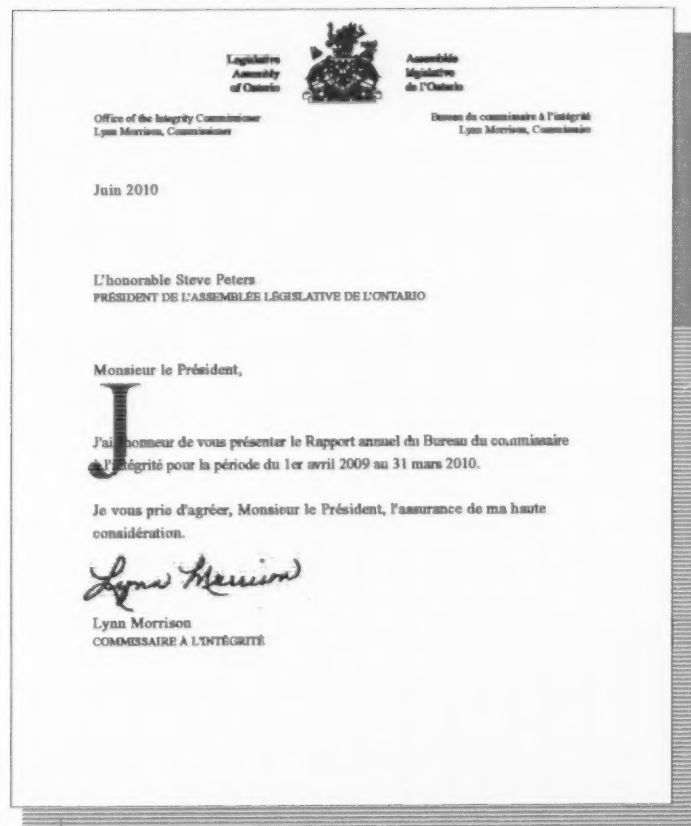 Legislative
Assembly
of Ontario
Assemblée
législative
de l'Ontario
Office of the Integrity Commissioner
Lynn Morrison, Commissioner
Bureau du commissaire à l'intégrité
Lynn Morrison, Commissaire
Juin 2010
L'honorable Steve Peters
PRÉSIDENT DE L'ASSEMBLÉE LÉGISLATIVE DE L'ONTARIO
Monsieur le Président,
J
J'ai l'honneur de vous présenter le Rapport annuel du Bureau du commissaire
à l'intégrité pour la période du 1er avril 2009 au 31 mars 2010.
Je vous prie d'agréer, Monsieur le Président, l'assurance de ma haute
considération.
Lynn Morrison
Lynn Morrison
COMMISSAIRE À L'INTÉGRITÉ